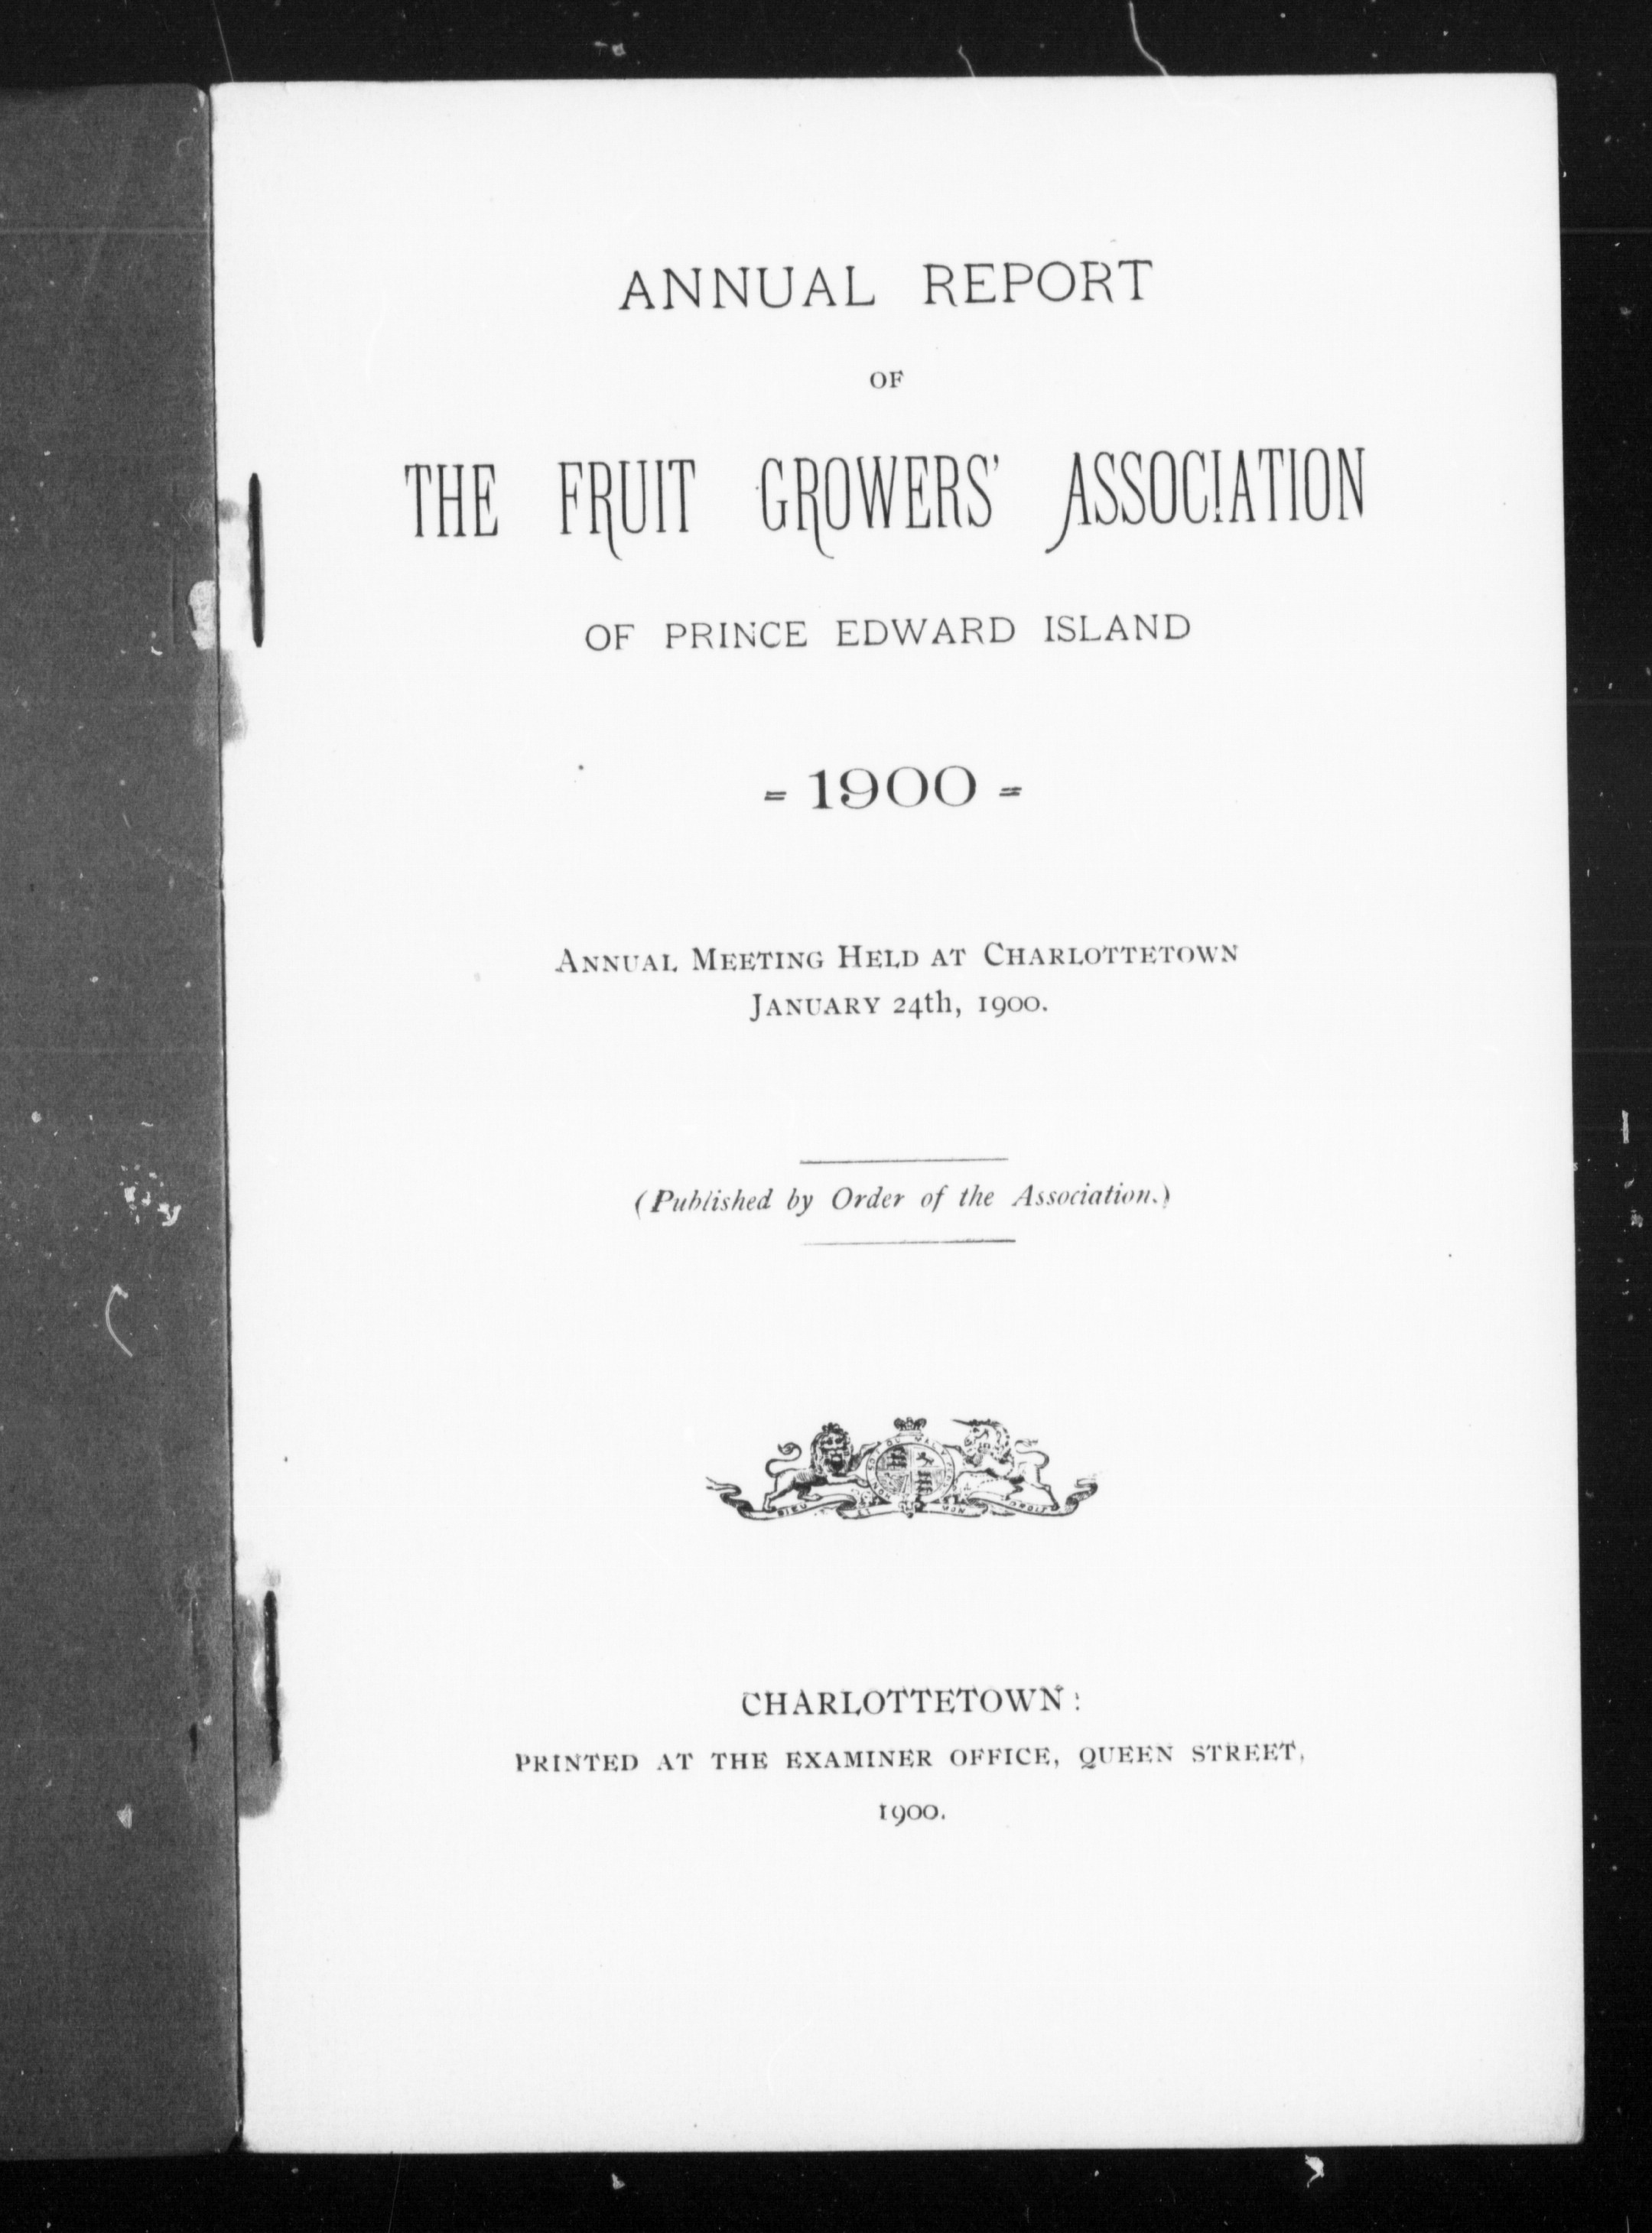 ANNUAL REPORT
OF
THE FRUIT GROWERS' ASSOCIATION
OF PRINCE EDWARD ISLAND
= 1900 =
ANNUAL MEETING HELD AT CHARLOTTETOWN
JANUARY 24th, 1900.
(Published by Order of the Association.)
CHARLOTTETOWN:
PRINTED AT THE EXAMINER OFFICE, QUEEN STREET,
1900.